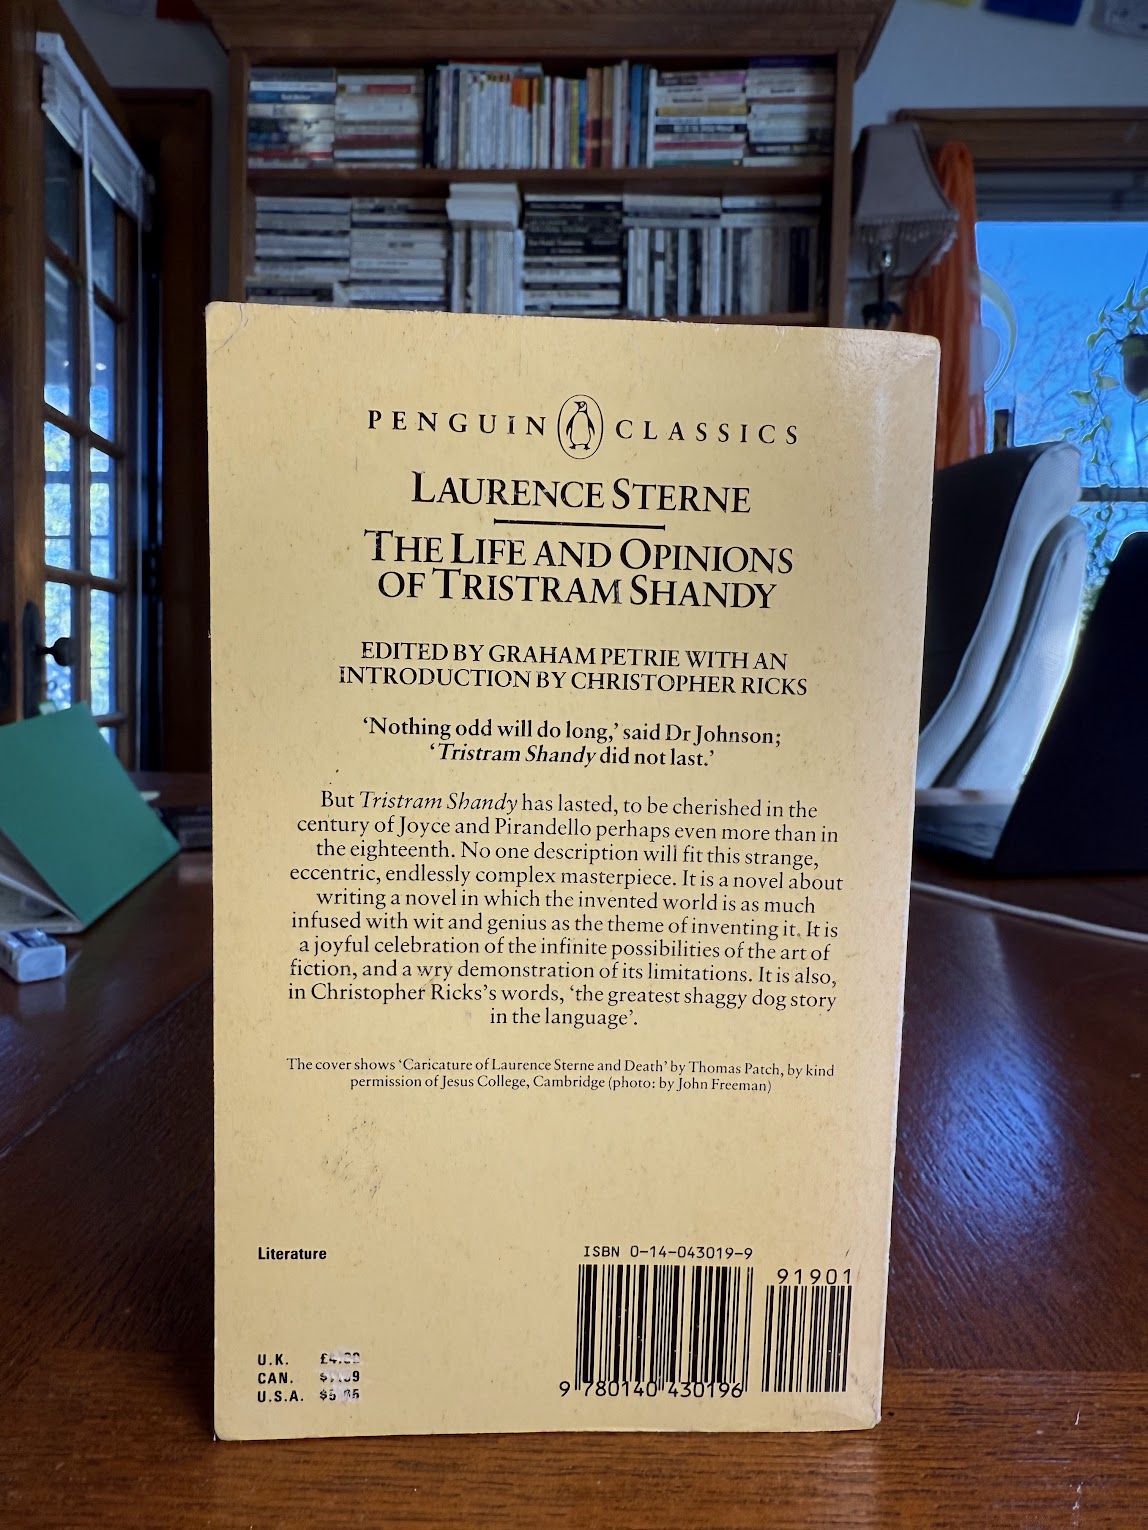 PENGUIN CLASSICS
LAURENCE STERNE
THE LIFE AND OPINIONS
OF TRISTRAM SHANDY
EDITED BY GRAHAM PETRIE WITH AN
INTRODUCTION BY CHRISTOPHER RICKS
‘Nothing odd will do long,’ said Dr Johnson;
‘Tristram Shandy did not last.’
But Tristram Shandy has lasted, to be cherished in the
century of Joyce and Pirandello perhaps even more than in
the eighteenth. No one description will fit this strange,
eccentric, endlessly complex masterpiece. It is a novel about
writing a novel in which the invented world is as much
infused with wit and genius as the theme of inventing it. It is
a joyful celebration of the infinite possibilities of the art of
fiction, and a wry demonstration of its limitations. It is also,
in Christopher Ricks’s words, ‘the greatest shaggy dog story
in the language’.
The cover shows ‘Caricature of Laurence Sterne and Death’ by Thomas Patch, by kind
permission of Jesus College, Cambridge (photo: by John Freeman)
Literature
ISBN 0-14-043019-9
91901
9 780140 430196
U.K.
CAN.
U.S.A.